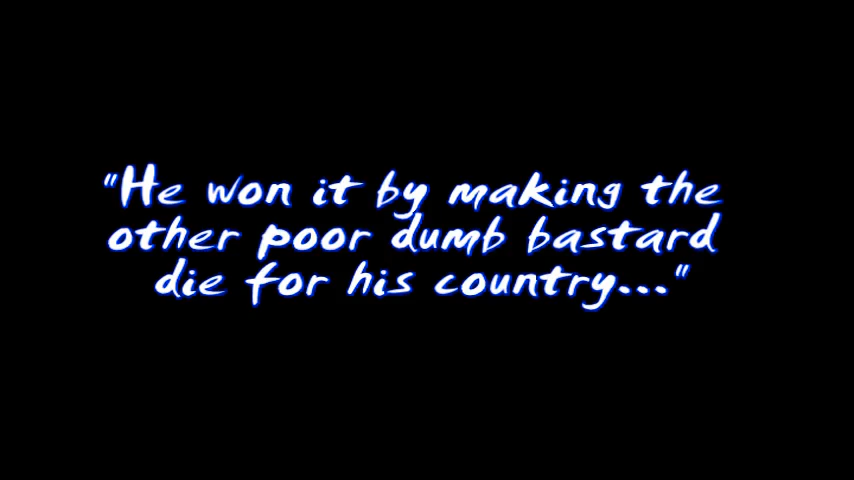 "He won it by making the
other poor dumb bastard
die for his country..."